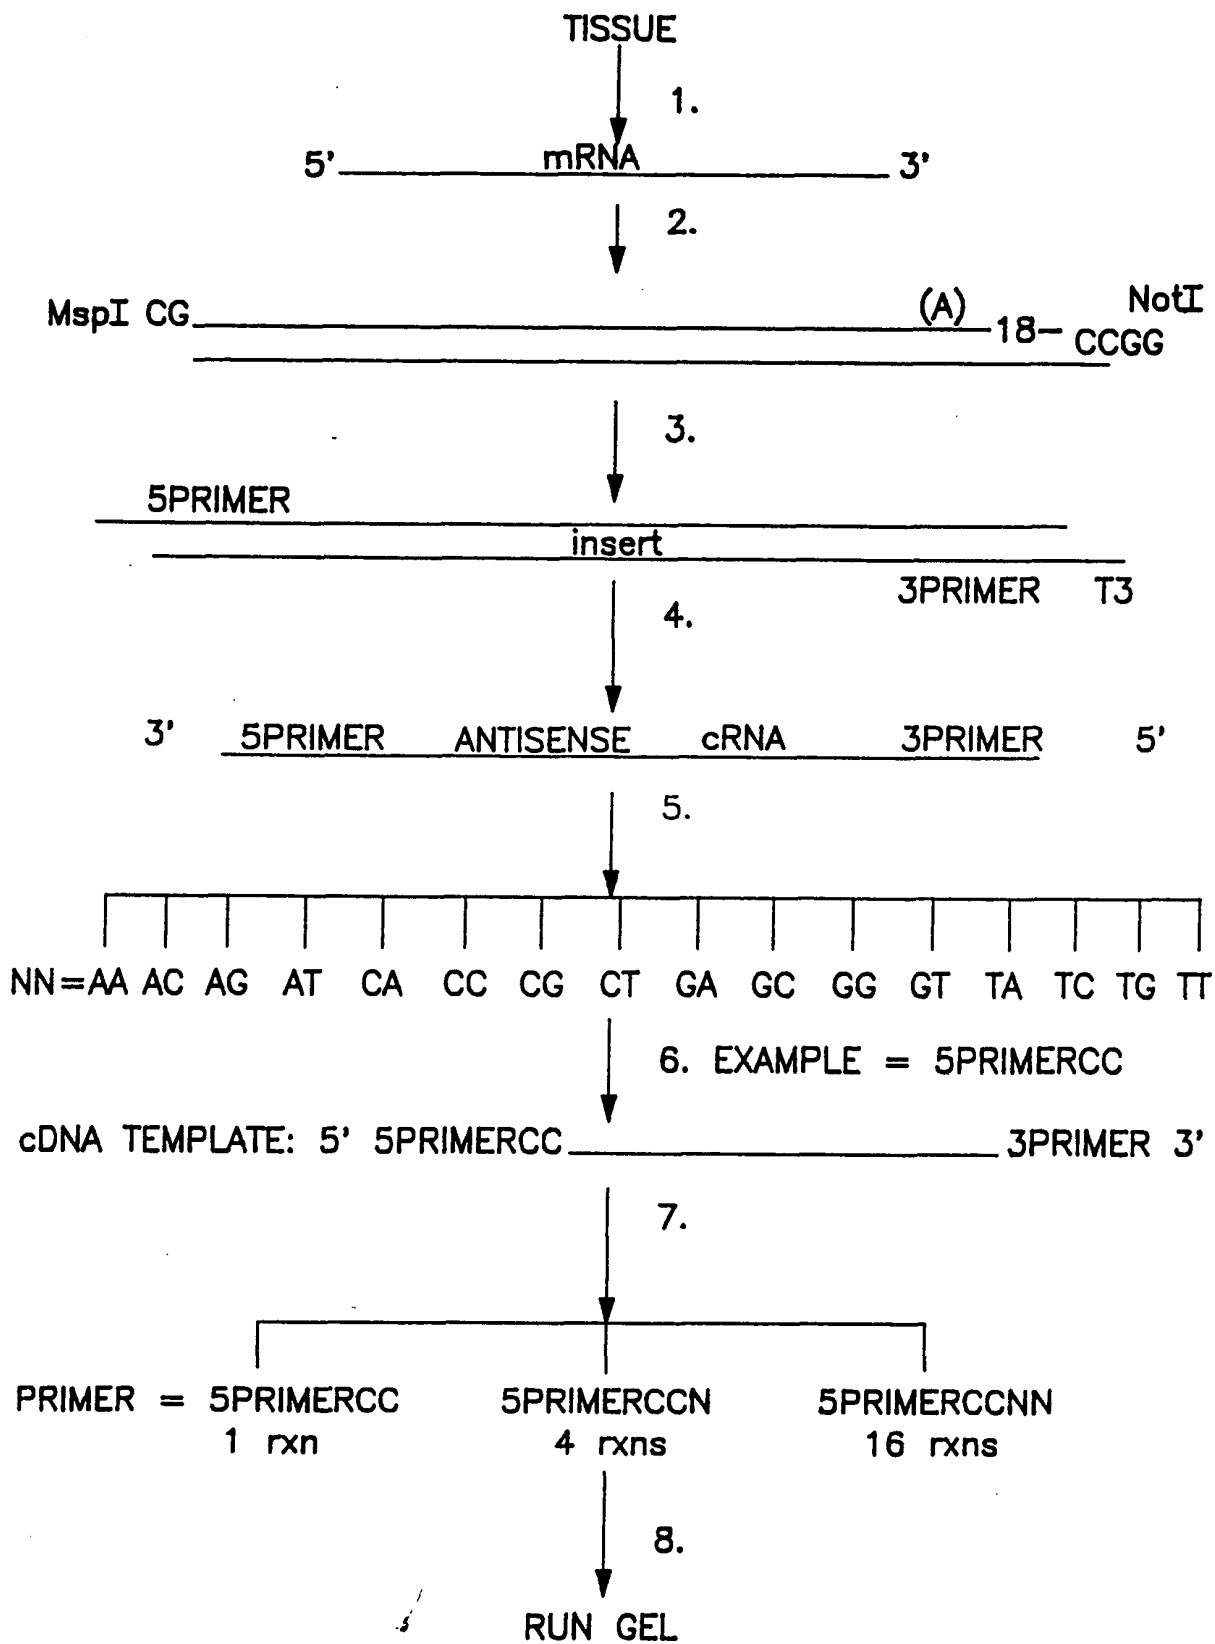 TISSUE
1.
5' mRNA 3'
2.
MspI CG (A) 18- NotI
CCGG
3.
5PRIMER
insert
3PRIMER T3
4.
3' 5PRIMER ANTISENSE cRNA 3PRIMER 5'
5.
NN=AA AC AG AT CA CC CG CT GA GC GG GT TA TC TG TT
6. EXAMPLE = 5PRIMERCC
cDNA TEMPLATE: 5' 5PRIMERCC 3PRIMER 3'
7.
PRIMER = 5PRIMERCC 5PRIMERCCN 5PRIMERCCNN
1 rxn 4 rxns 16 rxns
8.
RUN GEL